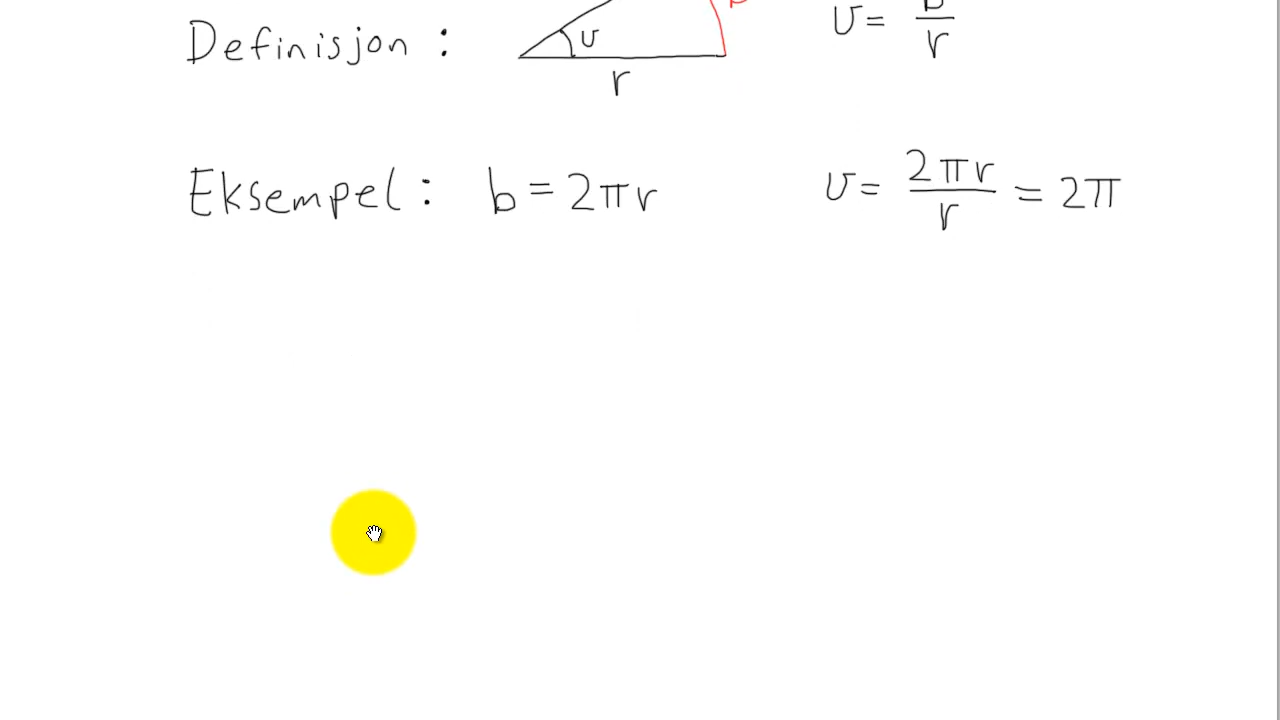 Definisjon : v r v = b/r
Eksempel : b = 2πr v = 2πr/r = 2π